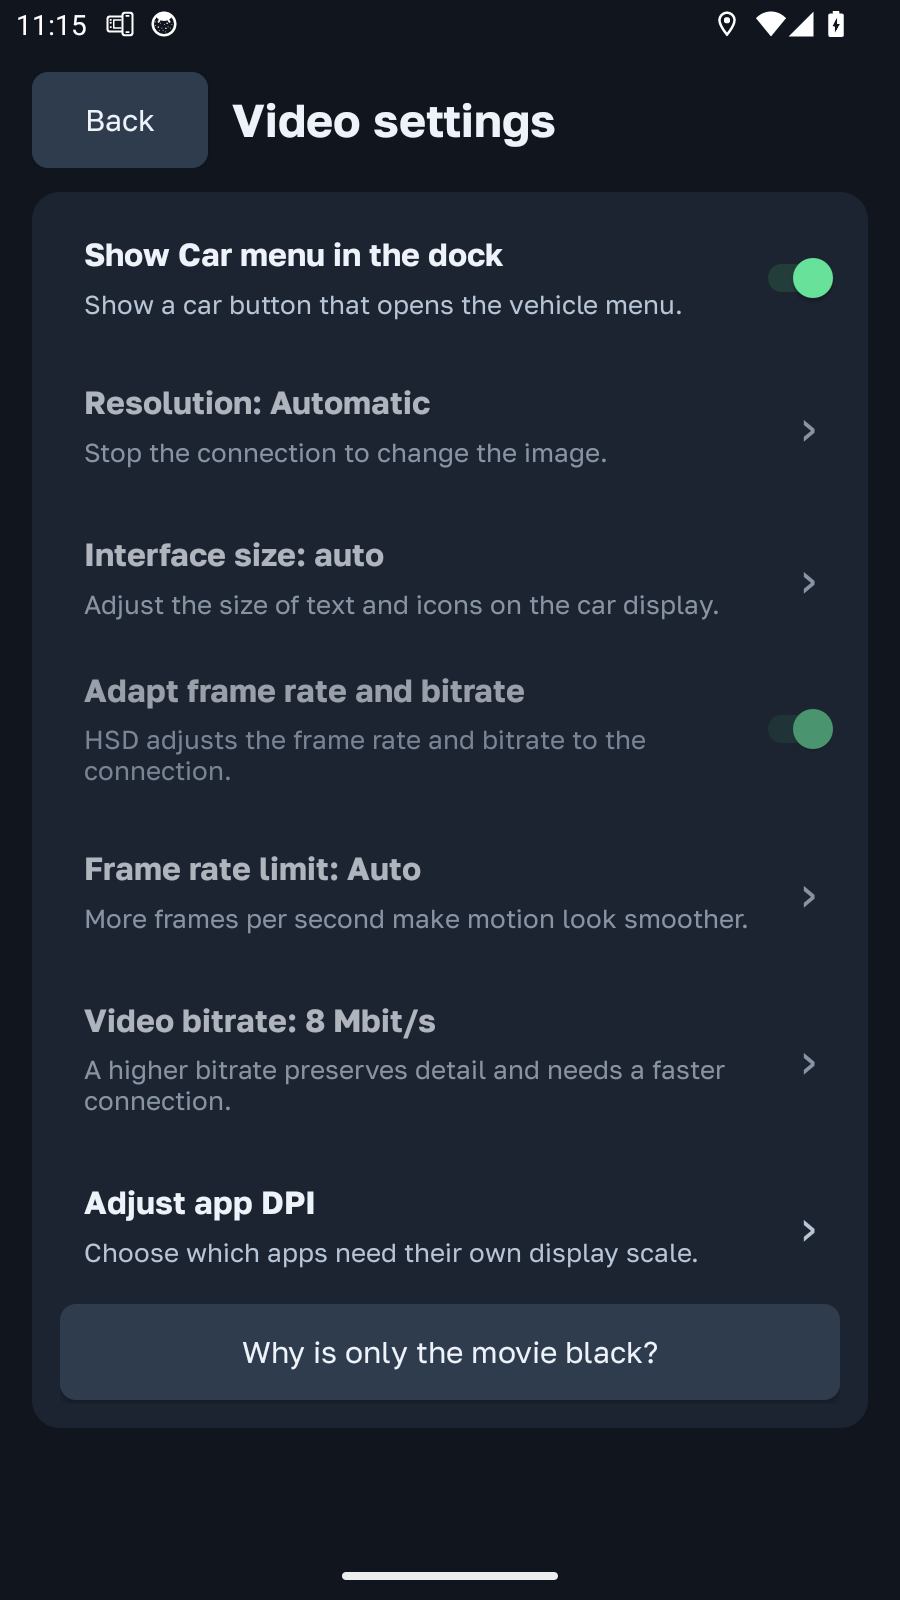 11:15
Back
Video settings
Show Car menu in the dock
Show a car button that opens the vehicle menu.
Resolution: Automatic
Stop the connection to change the image.
Interface size: auto
Adjust the size of text and icons on the car display.
Adapt frame rate and bitrate
HSD adjusts the frame rate and bitrate to the
connection.
Frame rate limit: Auto
More frames per second make motion look smoother.
Video bitrate: 8 Mbit/s
A higher bitrate preserves detail and needs a faster
connection.
Adjust app DPI
Choose which apps need their own display scale.
Why is only the movie black?